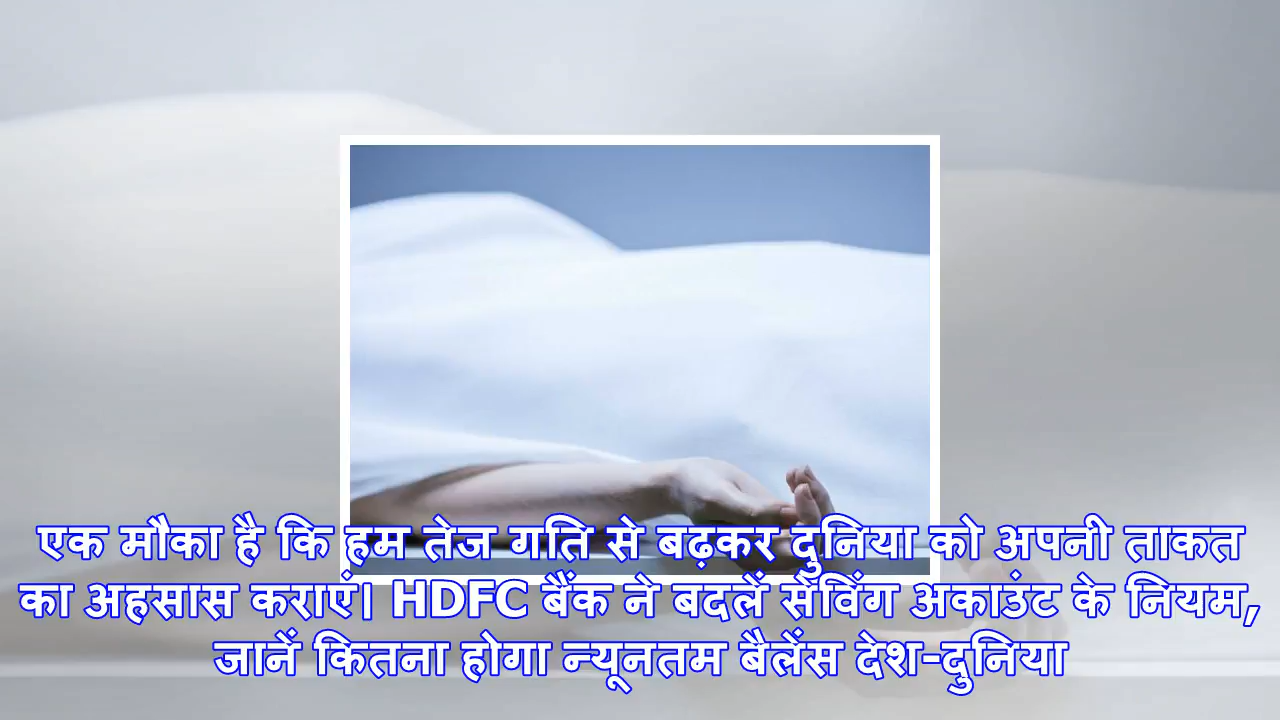 एक मौका है कि हम तेज गति से बढ़कर दुनिया को अपनी ताकत
का अहसास कराएं। HDFC बैंक ने बदलें सेविंग अकाउंट के नियम,
जानें कितना होगा न्यूनतम बैलेंस देश-दुनिया